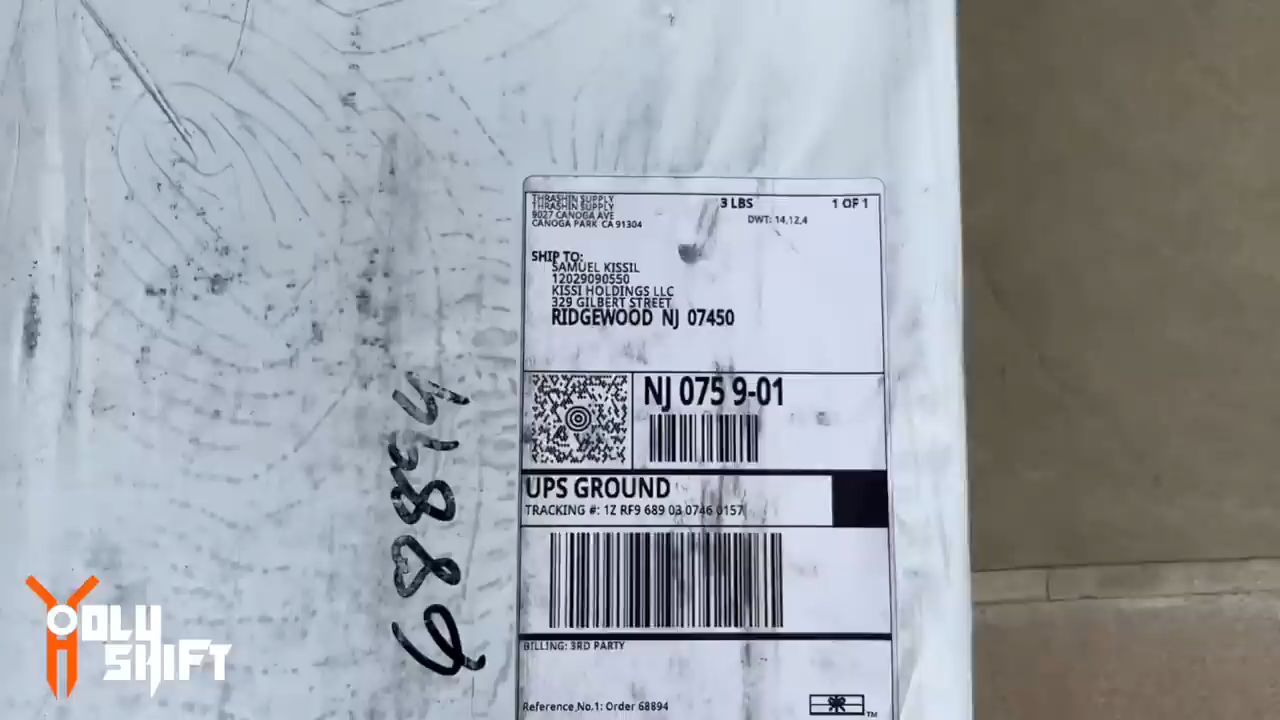 THRASHIN SUPPLY
THRASHIN SUPPLY
9027 CANOGA AVE
CANOGA PARK CA 91304
3 LBS
1 OF 1
DWT: 14,12,4
SHIP TO:
SAMUEL KISSIL
12029090550
KISSI HOLDINGS LLC
329 GILBERT STREET
RIDGEWOOD NJ 07450
NJ 075 9-01
UPS GROUND
TRACKING #: 1Z RF9 689 03 0746 0157
BILLING: 3RD PARTY
Reference No.1: Order 68894
TM
68894
YOLY
SHIFT